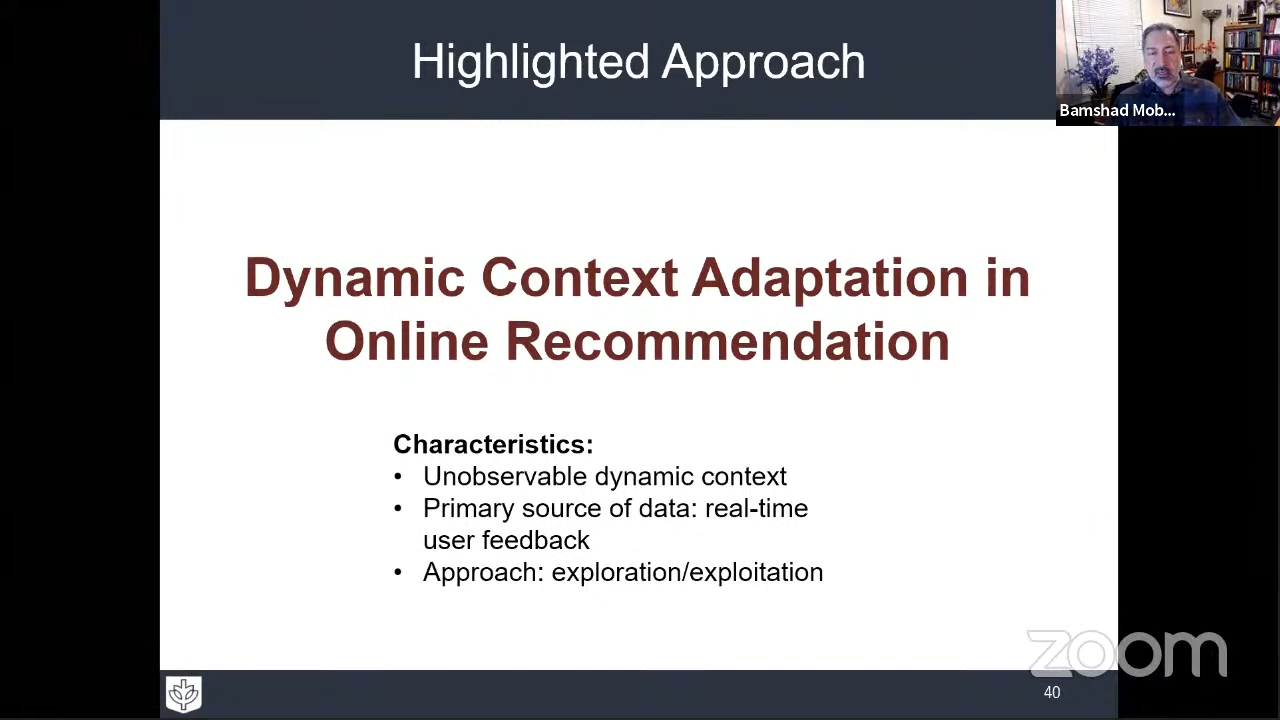 Highlighted Approach
Bamshad Mob...
Dynamic Context Adaptation in
Online Recommendation
Characteristics:
• Unobservable dynamic context
• Primary source of data: real-time
user feedback
• Approach: exploration/exploitation
zoom
40